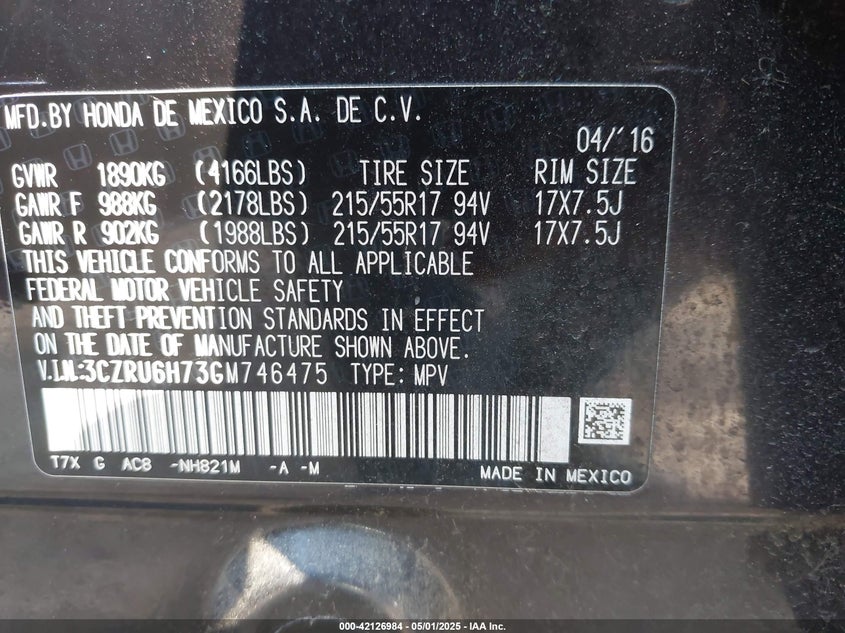 MFD.BY HONDA DE MEXICO S.A. DE C.V.
04/'16
GVWR 1890KG (4166LBS) TIRE SIZE RIM SIZE
GAWR F 988KG (2178LBS) 215/55R17 94V 17X7.5J
GAWR R 902KG (1988LBS) 215/55R17 94V 17X7.5J
THIS VEHICLE CONFORMS TO ALL APPLICABLE
FEDERAL MOTOR VEHICLE SAFETY
AND THEFT PREVENTION STANDARDS IN EFFECT
ON THE DATE OF MANUFACTURE SHOWN ABOVE.
V.I.N.:3CZRU6H73GM746475 TYPE: MPV
T7X G AC8 -NH821M -A -M MADE IN MEXICO
000-42126984 / 05/01/2025 - IAA Inc.